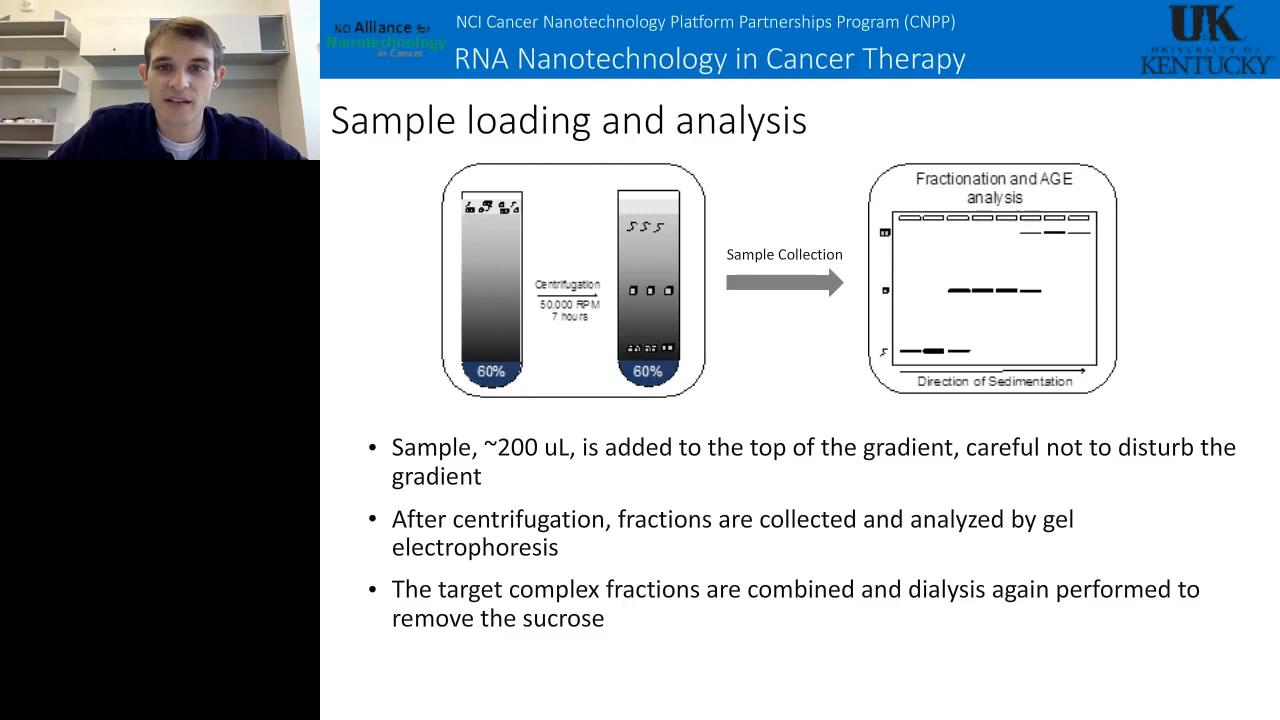 NCI Alliance for
Nanotechnology
in Cancer
NCI Cancer Nanotechnology Platform Partnerships Program (CNPP)
RNA Nanotechnology in Cancer Therapy
UK
UNIVERSITY OF
KENTUCKY
Sample loading and analysis
Centrifugation
50,000 RPM
7 hours
60%
60%
Sample Collection
Fractionation and AGE
analysis
Direction of Sedimentation
• Sample, ~200 uL, is added to the top of the gradient, careful not to disturb the
gradient
• After centrifugation, fractions are collected and analyzed by gel
electrophoresis
• The target complex fractions are combined and dialysis again performed to
remove the sucrose